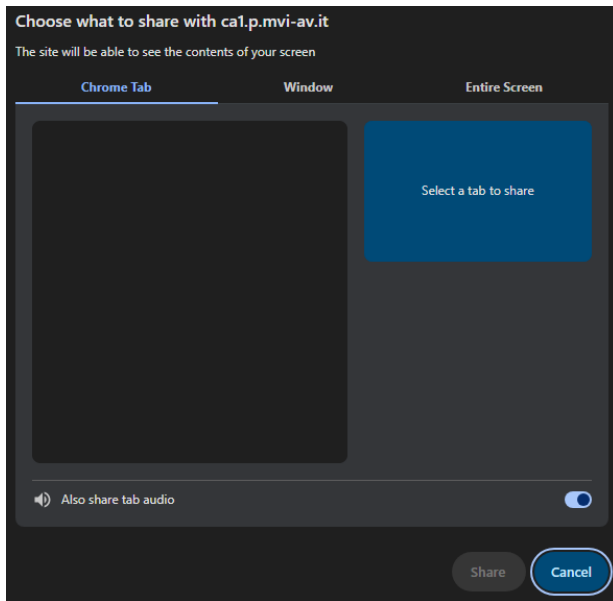 Choose what to share with ca1.p.mvi-av.it
The site will be able to see the contents of your screen
Chrome Tab
Window
Entire Screen
Select a tab to share
Also share tab audio
Share
Cancel